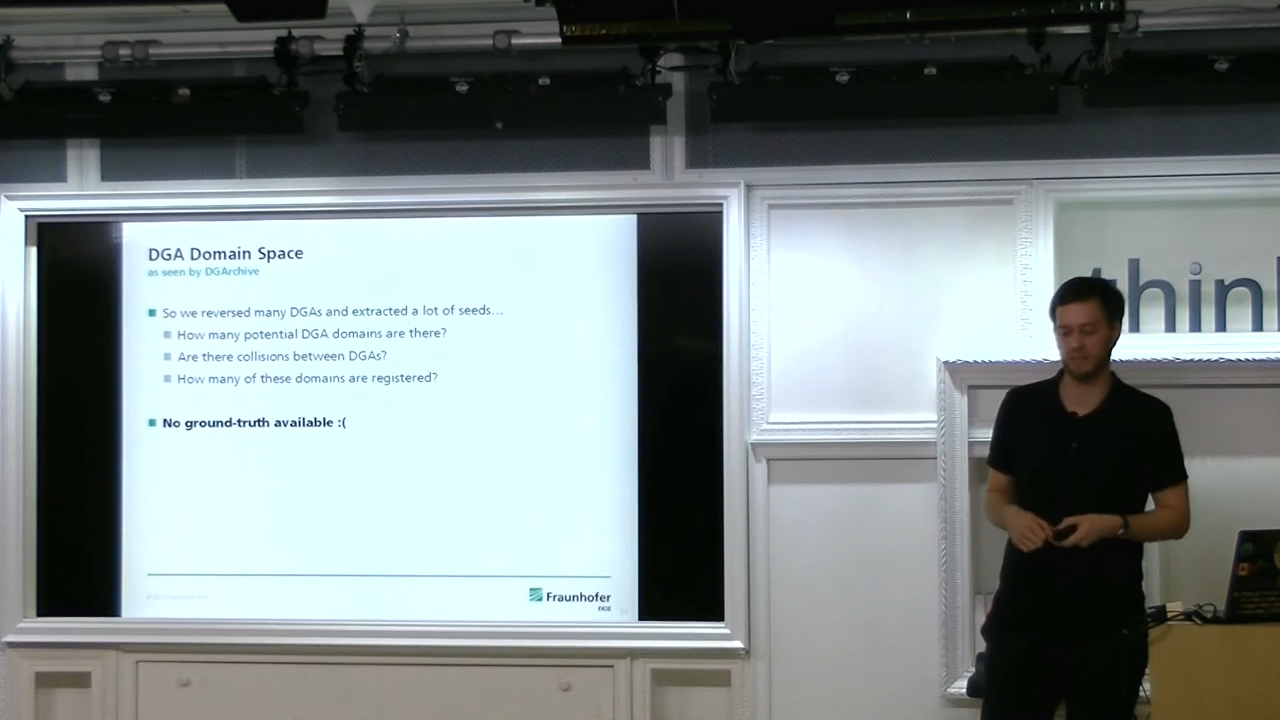 DGA Domain Space
as seen by DGArchive
So we reversed many DGAs and extracted a lot of seeds...
How many potential DGA domains are there?
Are there collisions between DGAs?
How many of these domains are registered?
No ground-truth available :(
Fraunhofer
FKIE
think